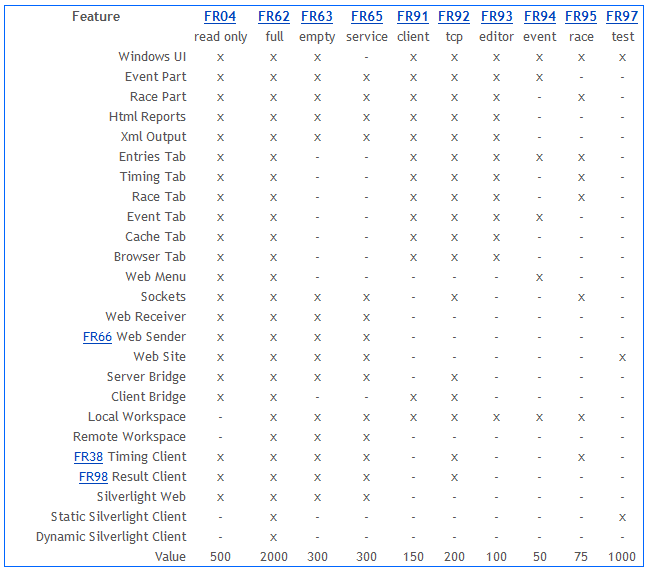 Feature FR04 FR62 FR63 FR65 FR91 FR92 FR93 FR94 FR95 FR97
read only full empty service client tcp editor event race test
Windows UI x x x - x x x x x x
Event Part x x x x x x x x - -
Race Part x x x x x x x - x -
Html Reports x x x x x x x - - -
Xml Output x x x x x x x - - -
Entries Tab x x - - x x x x x -
Timing Tab x x - - x x x - x -
Race Tab x x - - x x x - x -
Event Tab x x - - x x x x - -
Cache Tab x x - - x x x - - -
Browser Tab x x - - x x x - - -
Web Menu x x - - - - - x - -
Sockets x x x x - x - - x -
Web Receiver x x x x - - - - - -
FR66 Web Sender x x x x - - - - - -
Web Site x x x x - - - - - x
Server Bridge x x x x - x - - - -
Client Bridge x x - - x x - - - -
Local Workspace - x x x x x x x x -
Remote Workspace - x x x - - - - - -
FR38 Timing Client x x x x - x - - x -
FR98 Result Client x x x x - x - - - -
Silverlight Web x x x x - - - - - -
Static Silverlight Client - x - - - - - - - x
Dynamic Silverlight Client - x - - - - - - - -
Value 500 2000 300 300 150 200 100 50 75 1000